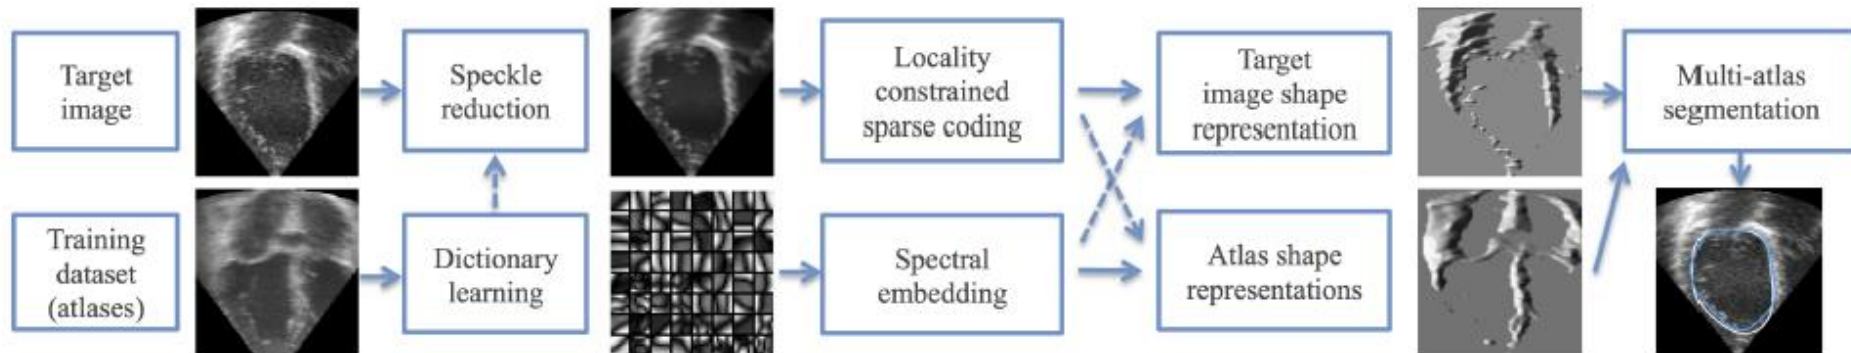 Target
image
Speckle
reduction
Locality
constrained
sparse coding
Target
image shape
representation
Multi-atlas
segmentation
Training
dataset
(atlases)
Dictionary
learning
Spectral
embedding
Atlas shape
representations